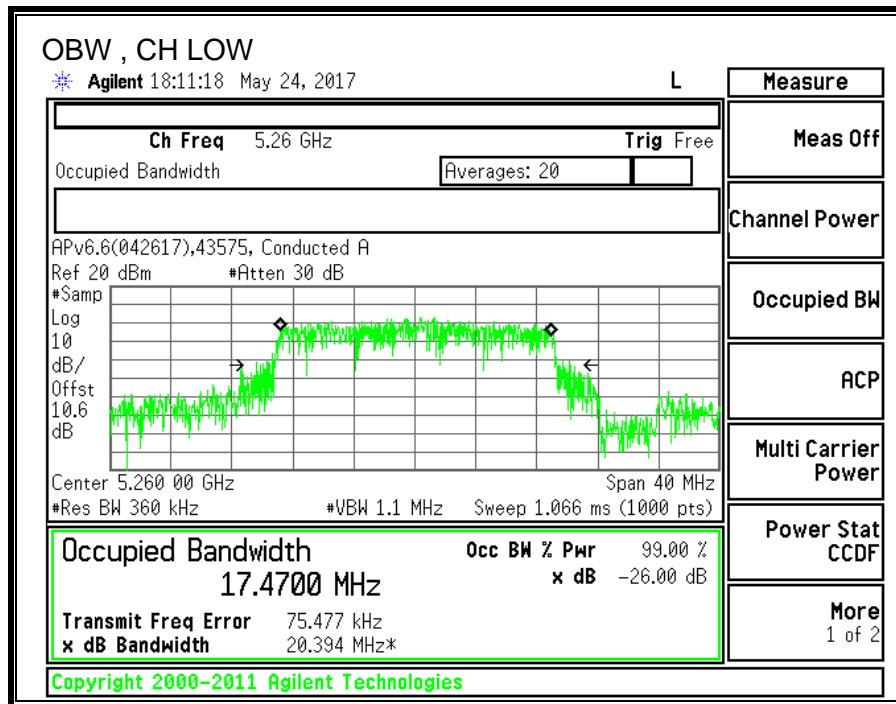 OBW , CH LOW
Agilent 18:11:18 May 24, 2017 L
Ch Freq 5.26 GHz Trig Free
Occupied Bandwidth Averages: 20
APv6.6(042617),43575, Conducted A
Ref 20 dBm #Atten 30 dB
#Samp
Log
10
dB/
Offst
10.6
dB
Center 5.260 00 GHz Span 40 MHz
#Res BW 360 kHz #VBW 1.1 MHz Sweep 1.066 ms (1000 pts)
Occupied Bandwidth
17.4700 MHz
Occ BW % Pwr 99.00 %
x dB -26.00 dB
Transmit Freq Error 75.477 kHz
x dB Bandwidth 20.394 MHz*
Copyright 2000-2011 Agilent Technologies
Measure
Meas Off
Channel Power
Occupied BW
ACP
Multi Carrier
Power
Power Stat
CCDF
More
1 of 2